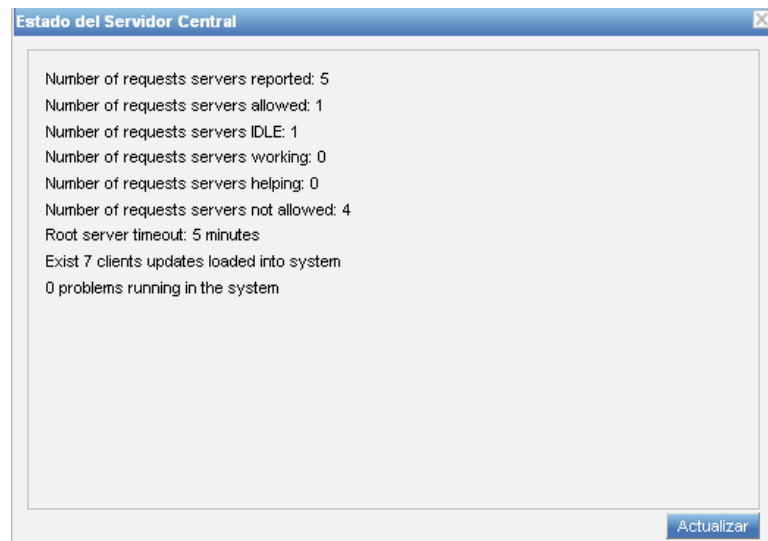 Estado del Servidor Central
Number of requests servers reported: 5
Number of requests servers allowed: 1
Number of requests servers IDLE: 1
Number of requests servers working: 0
Number of requests servers helping: 0
Number of requests servers not allowed: 4
Root server timeout: 5 minutes
Exist 7 clients updates loaded into system
0 problems running in the system
Actualizar